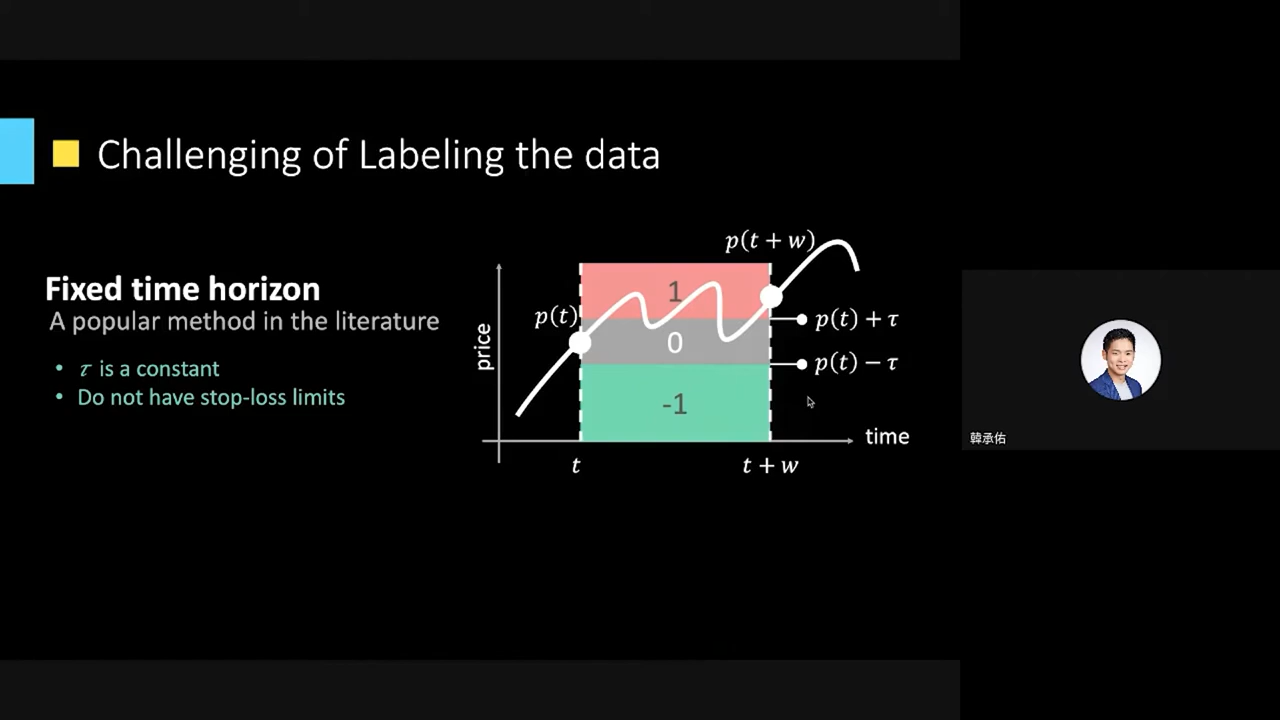 Challenging of Labeling the data
Fixed time horizon
A popular method in the literature
• τ is a constant
• Do not have stop-loss limits
price
p(t)
p(t + w)
1
0
-1
p(t) + τ
p(t) − τ
time
t
t + w
韓承佑